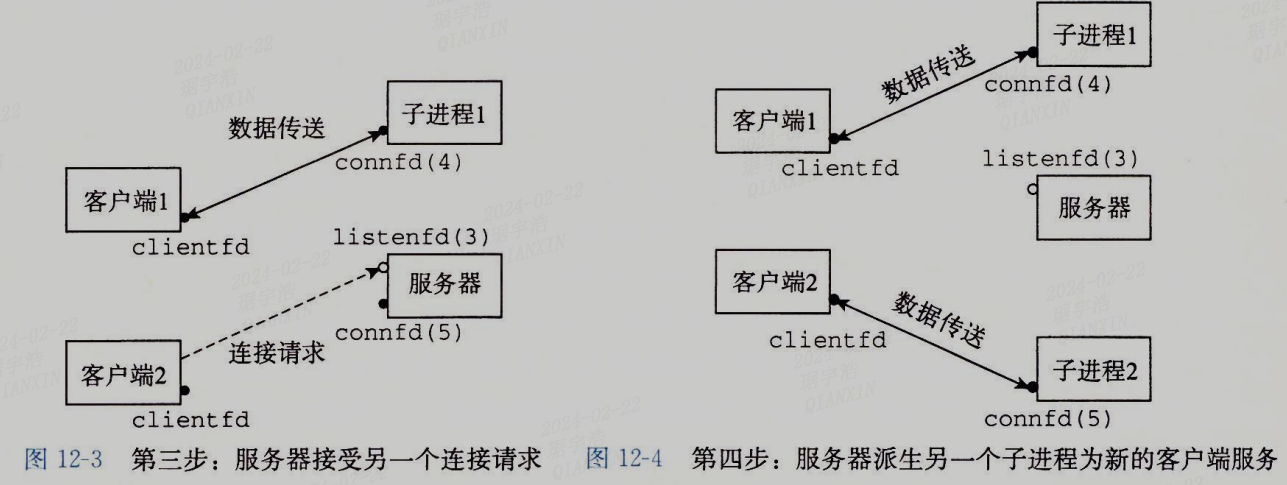 子进程1
数据传送
connfd(4)
客户端1
clientfd
listenfd(3)
服务器
connfd(5)
连接请求
客户端2
clientfd
图 12-3 第三步：服务器接受另一个连接请求
子进程1
数据传送
connfd(4)
客户端1
clientfd
listenfd(3)
服务器
客户端2
数据传送
clientfd
子进程2
connfd(5)
图 12-4 第四步：服务器派生另一个子进程为新的客户端服务
2024-02-22
QIANXIN